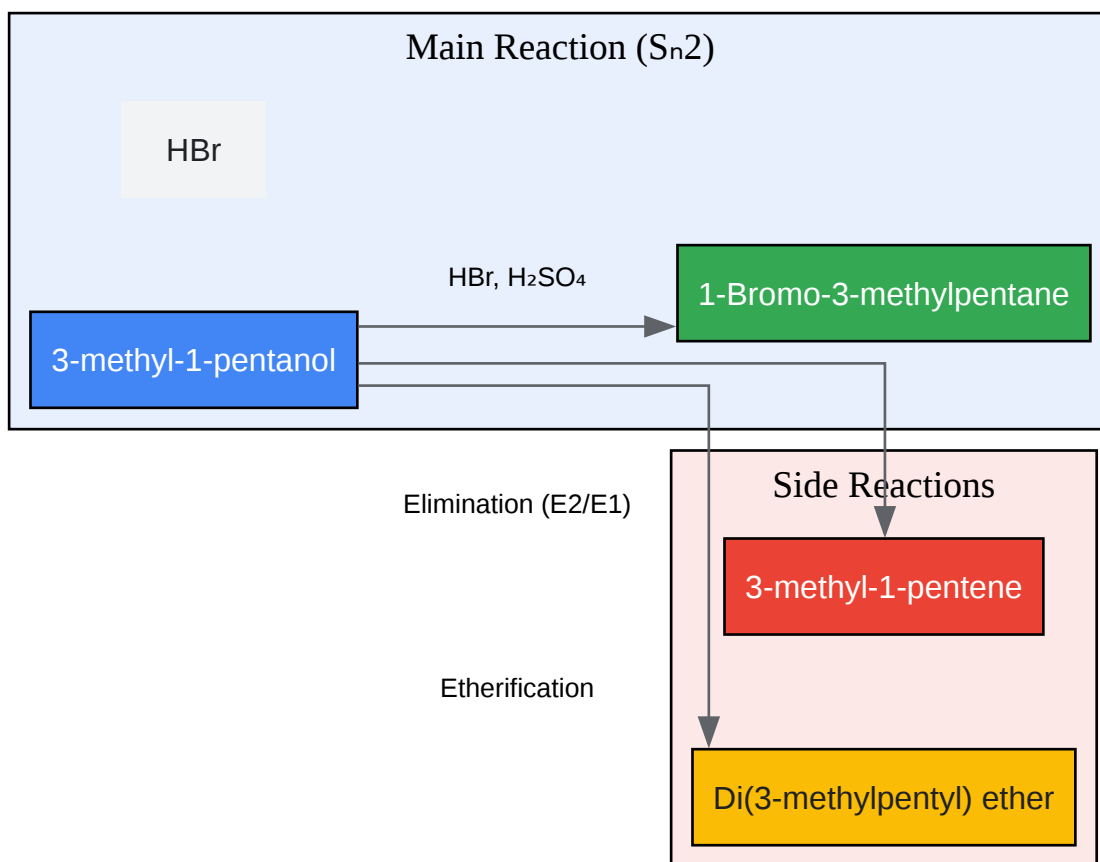 Main Reaction (Sₙ2)
HBr
HBr, H₂SO₄
1-Bromo-3-methylpentane
3-methyl-1-pentanol
Side Reactions
Elimination (E2/E1)
3-methyl-1-pentene
Etherification
Di(3-methylpentyl) ether